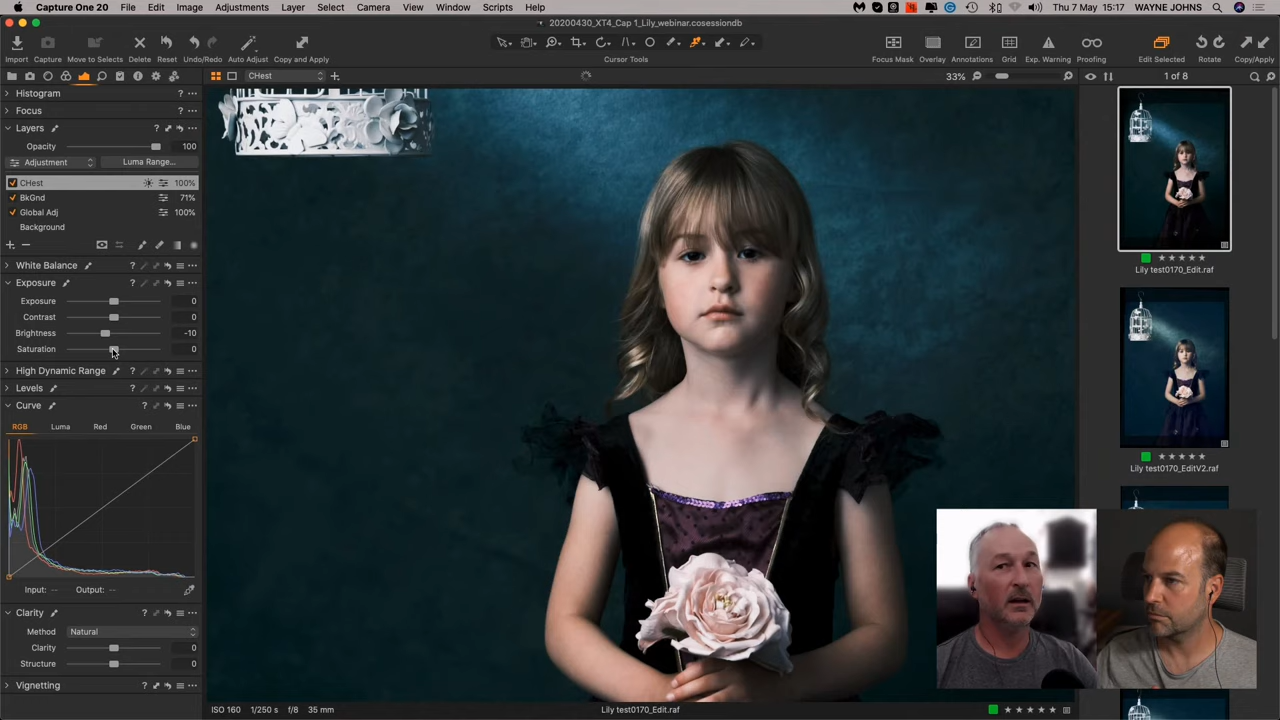 Capture One 20 File Edit Image Adjustments Layer Select Camera View Window Scripts Help Thu 7 May 15:17 WAYNE JOHNS
20200430_XT4_Cap 1_Lily_webinar.cosessiondb
Import Capture Move to Selects Delete Reset Undo/Redo Auto Adjust Copy and Apply Cursor Tools Focus Mask Overlay Annotations Grid Exp. Warning Proofing Edit Selected Rotate Copy/Apply
CHest 33% 1 of 8
Histogram
Focus
Layers ?
Opacity 100
Adjustment Luma Range...
CHest 100%
BkGnd 71%
Global Adj 100%
Background
White Balance ?
Exposure ?
Exposure 0
Contrast 0
Brightness -10
Saturation 0
High Dynamic Range ?
Levels ?
Curve ?
RGB Luma Red Green Blue
Input: -- Output: --
Clarity ?
Method Natural
Clarity 0
Structure 0
Vignetting ?
ISO 160 1/250 s f/8 35 mm Lily test0170_Edit.raf
Lily test0170_Edit.raf
Lily test0170_EditV2.raf